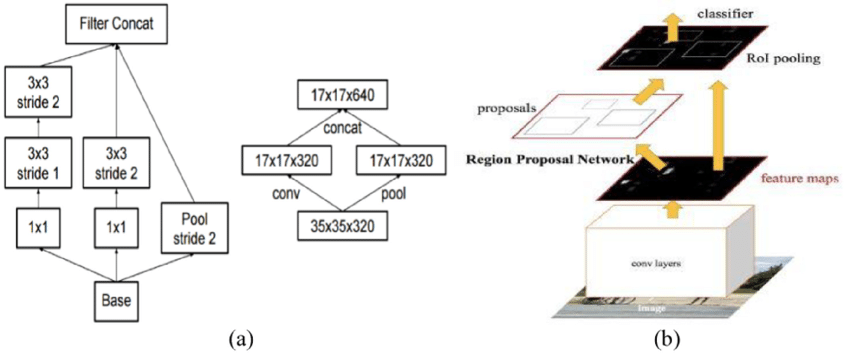 Filter Concat
3x3
stride 2
3x3
stride 1
3x3
stride 2
1x1
1x1
Pool
stride 2
Base
17x17x640
concat
17x17x320
17x17x320
conv
pool
35x35x320
(a)
classifier
RoI pooling
proposals
Region Proposal Network
feature maps
conv layers
Image
(b)